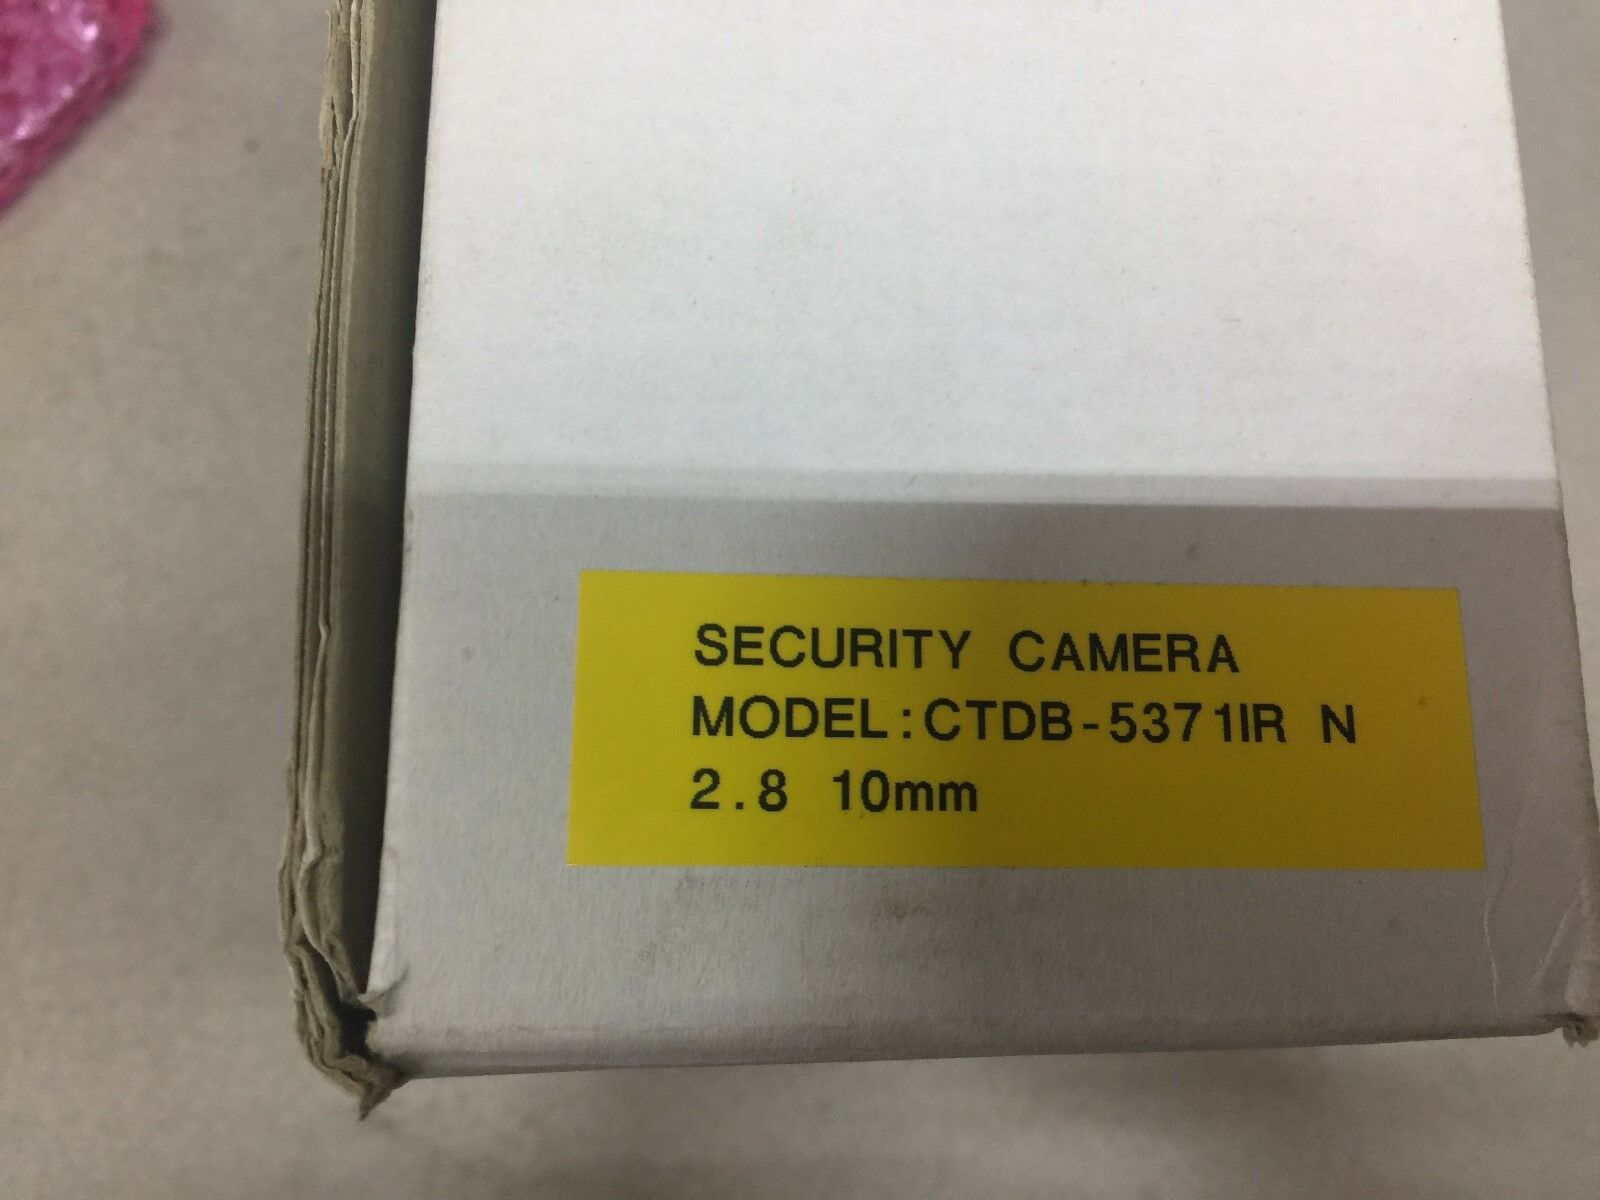 SECURITY CAMERA
MODEL:CTDB-5371IR N
2.8 10mm